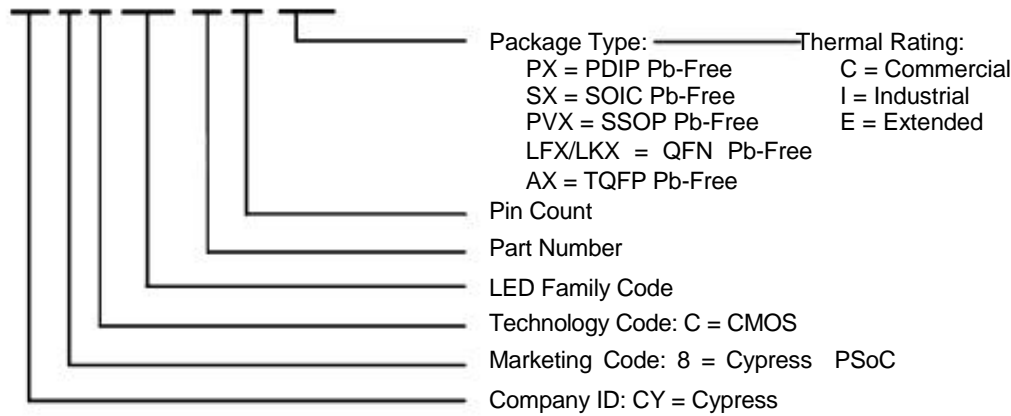 Package Type: Thermal Rating:
PX = PDIP Pb-Free C = Commercial
SX = SOIC Pb-Free I = Industrial
PVX = SSOP Pb-Free E = Extended
LFX/LKX = QFN Pb-Free
AX = TQFP Pb-Free
Pin Count
Part Number
LED Family Code
Technology Code: C = CMOS
Marketing Code: 8 = Cypress PSoC
Company ID: CY = Cypress